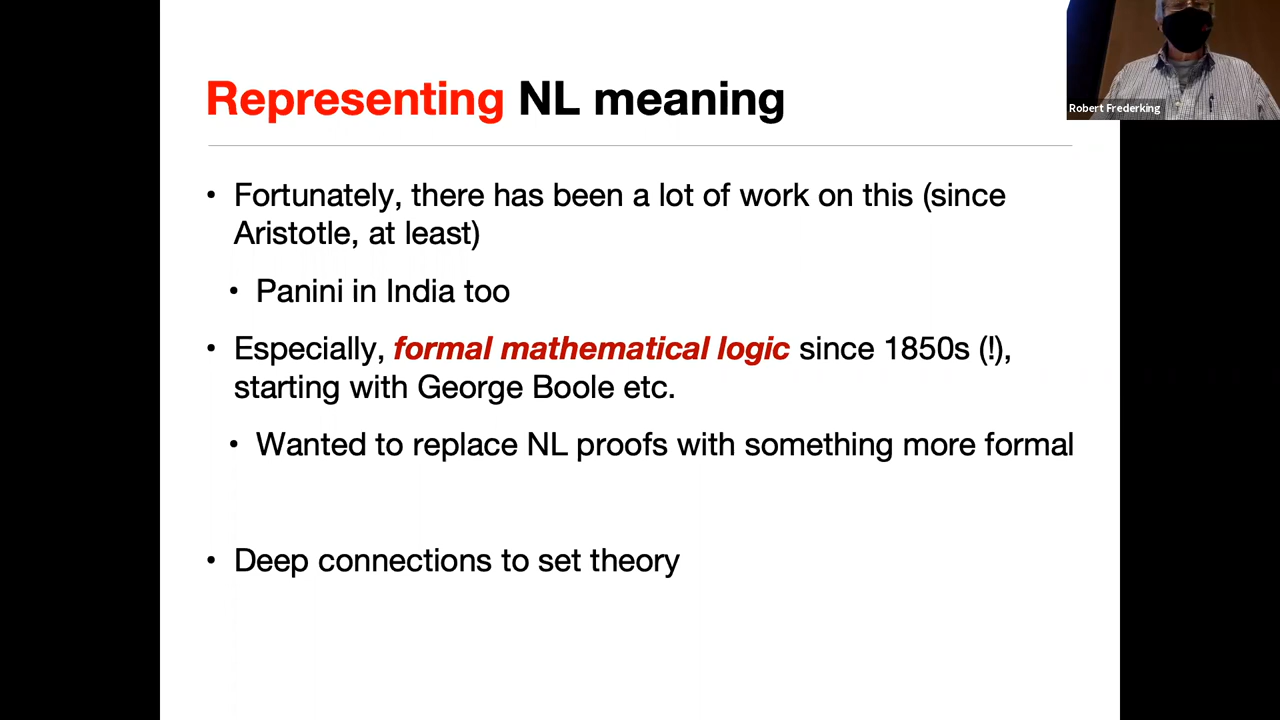 Representing NL meaning
Robert Frederking
• Fortunately, there has been a lot of work on this (since
Aristotle, at least)
• Panini in India too
• Especially, formal mathematical logic since 1850s (!),
starting with George Boole etc.
• Wanted to replace NL proofs with something more formal
• Deep connections to set theory